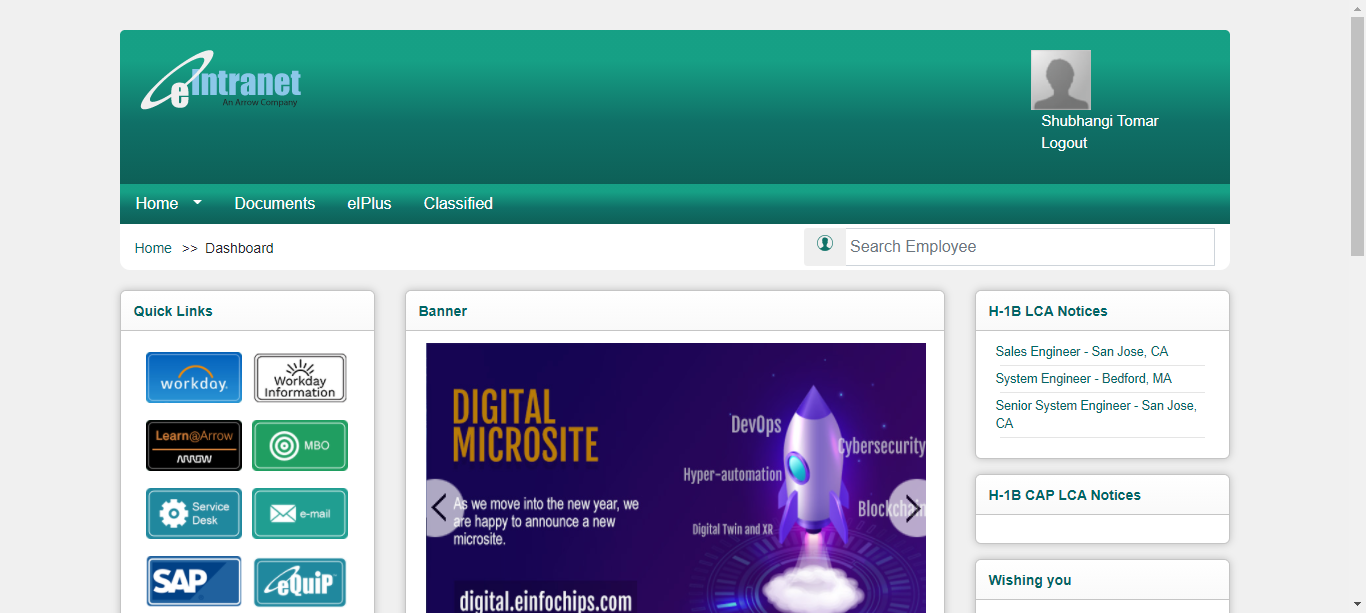 eIntranet
An Arrow Company
Shubhangi Tomar
Logout
Home
Documents
eIPlus
Classified
Home >> Dashboard
Search Employee
Quick Links
workday.
Workday
Information
Learn@Arrow
ARROW
MBO
Service
Desk
e-mail
SAP
eQuiP
Banner
DIGITAL
MICROSITE
As we move into the new year, we
are happy to announce a new
microsite.
digital.einfochips.com
DevOps
Cybersecurity
Hyper-automation
Blockchain
Digital Twin and XR
H-1B LCA Notices
Sales Engineer - San Jose, CA
System Engineer - Bedford, MA
Senior System Engineer - San Jose,
CA
H-1B CAP LCA Notices
Wishing you